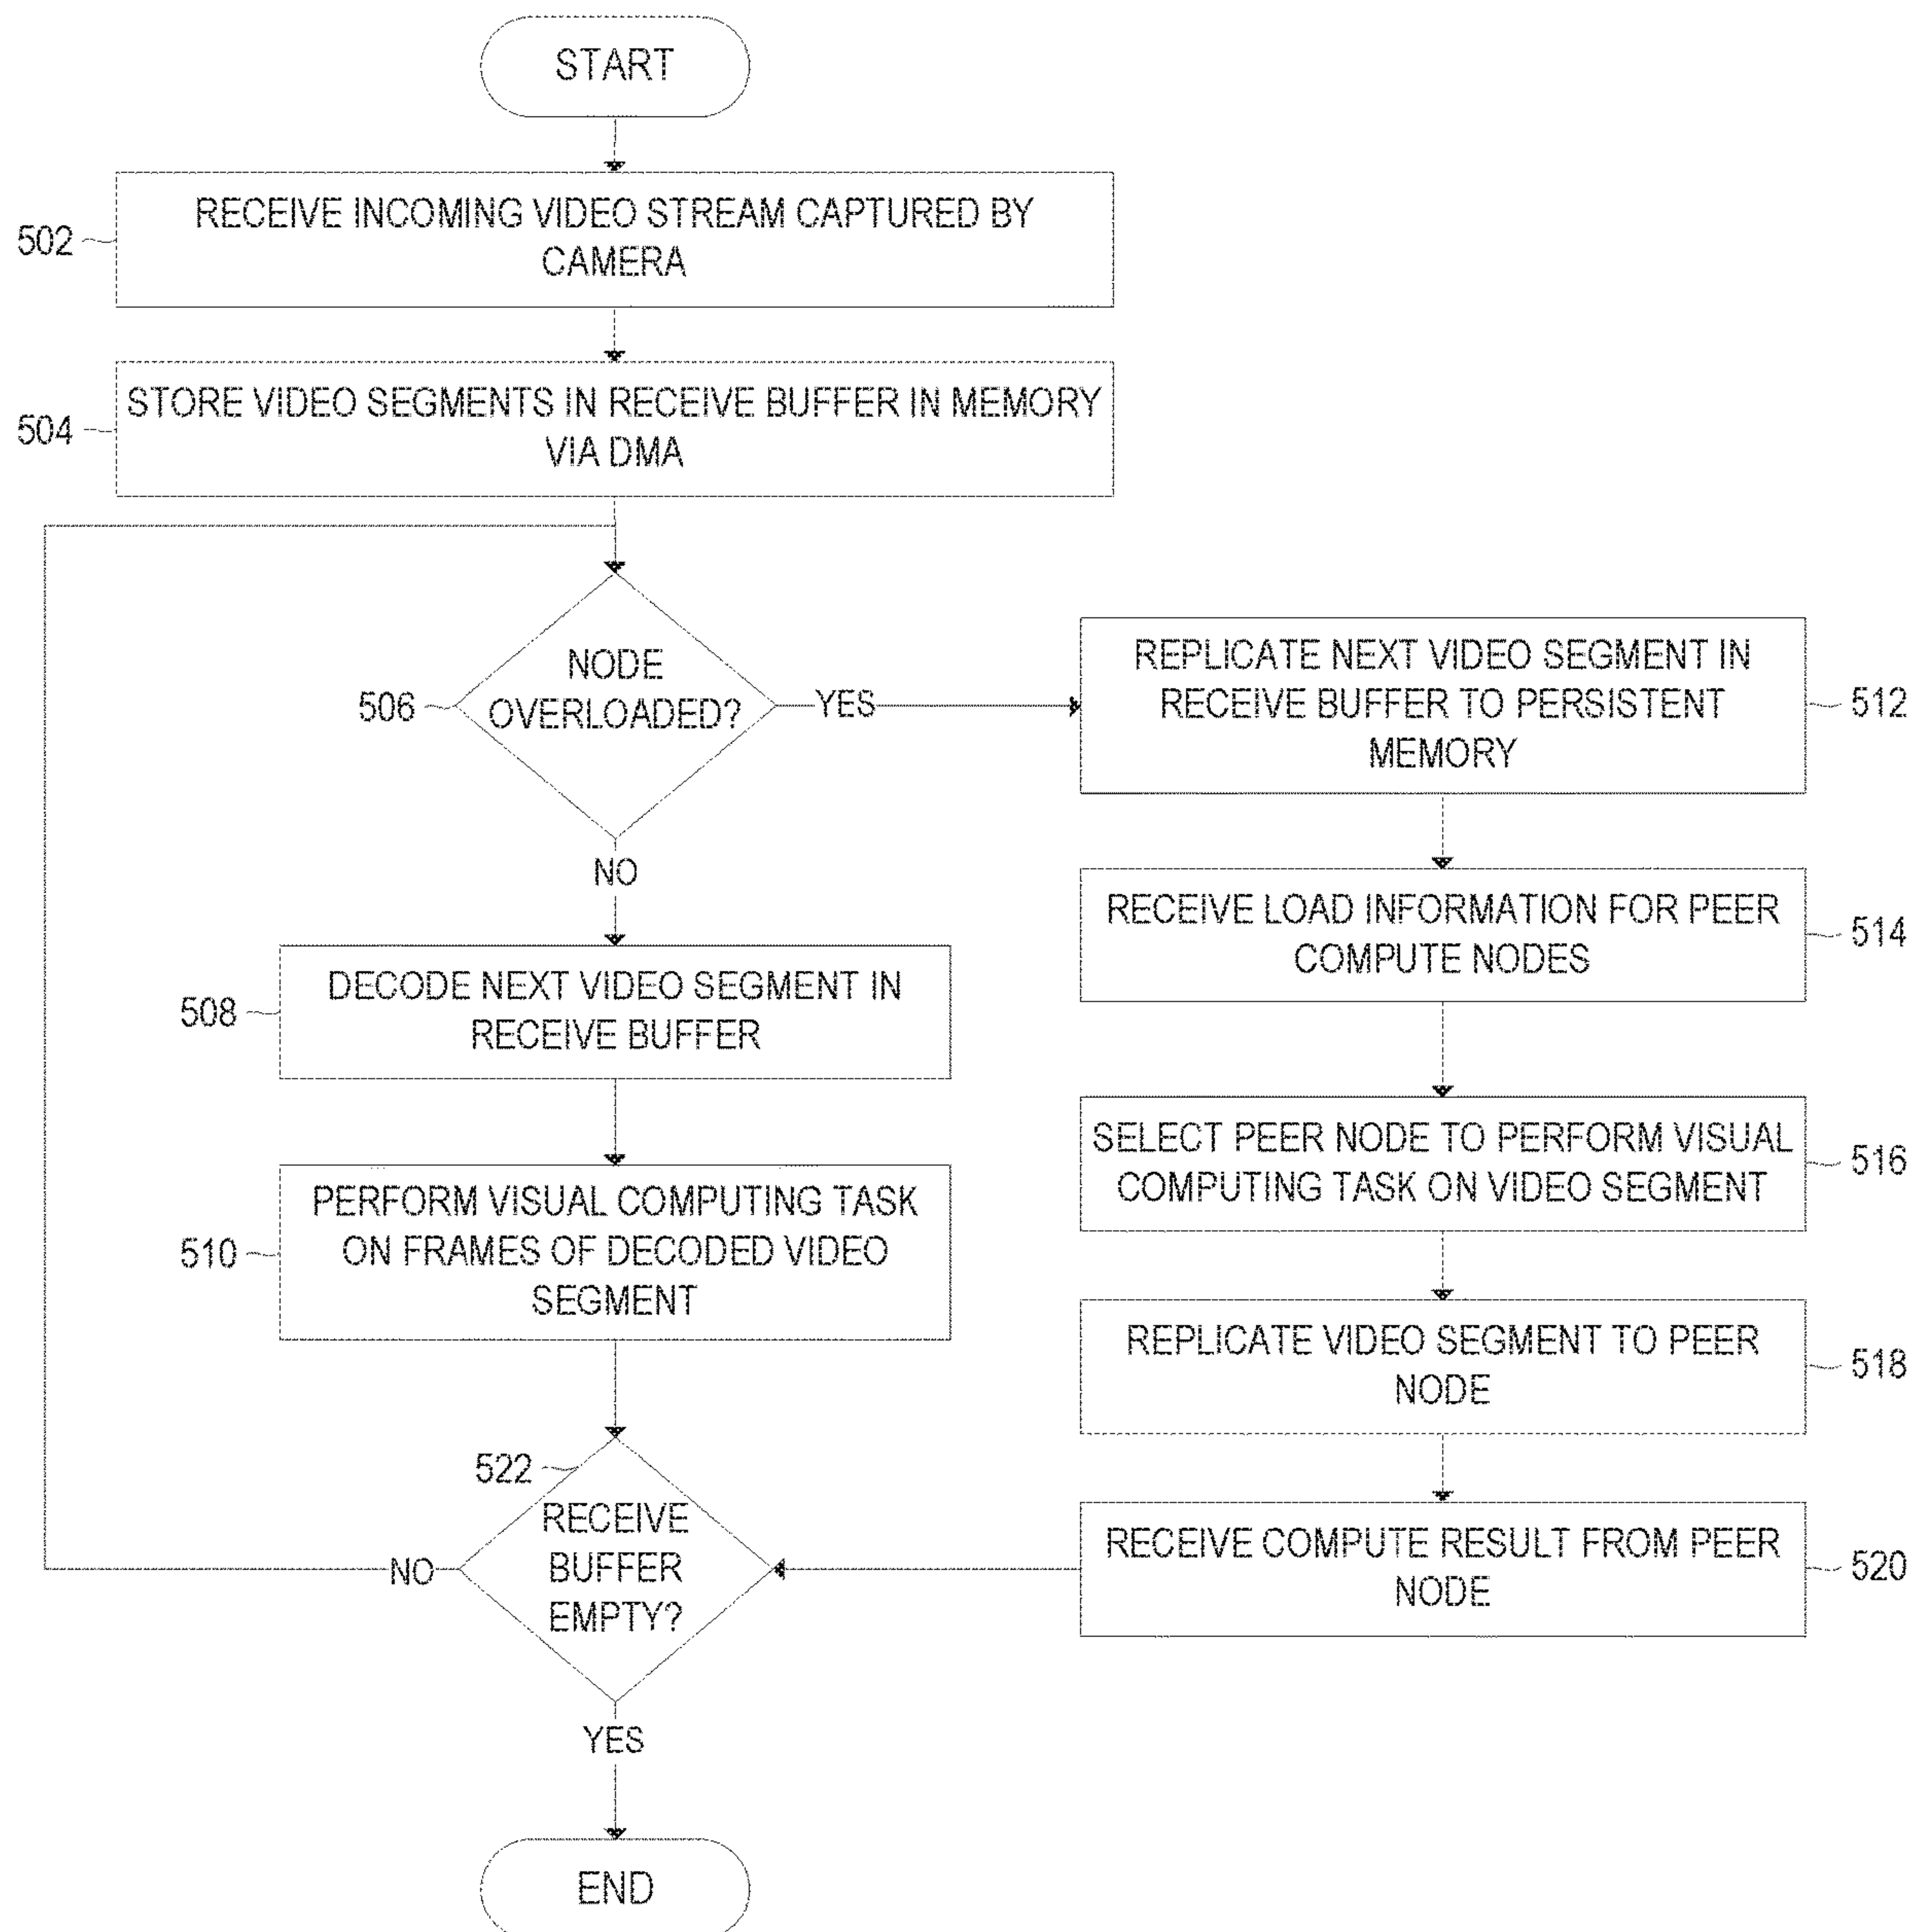 START
502
RECEIVE INCOMING VIDEO STREAM CAPTURED BY
CAMERA
504
STORE VIDEO SEGMENTS IN RECEIVE BUFFER IN MEMORY
VIA DMA
506
NODE
OVERLOADED?
YES
NO
508
DECODE NEXT VIDEO SEGMENT IN
RECEIVE BUFFER
510
PERFORM VISUAL COMPUTING TASK
ON FRAMES OF DECODED VIDEO
SEGMENT
REPLICATE NEXT VIDEO SEGMENT IN
RECEIVE BUFFER TO PERSISTENT
MEMORY
512
RECEIVE LOAD INFORMATION FOR PEER
COMPUTE NODES
514
SELECT PEER NODE TO PERFORM VISUAL
COMPUTING TASK ON VIDEO SEGMENT
516
REPLICATE VIDEO SEGMENT TO PEER
NODE
518
RECEIVE COMPUTE RESULT FROM PEER
NODE
520
522
RECEIVE
BUFFER
EMPTY?
NO
YES
END